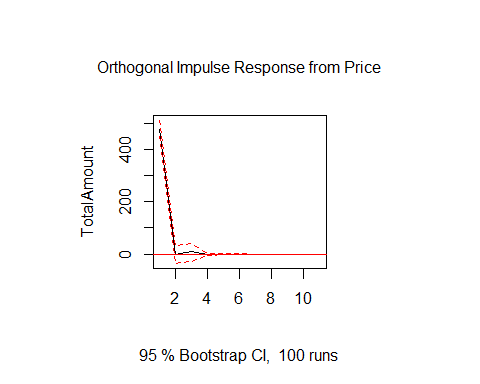 Orthogonal Impulse Response from Price
TotalAmount
400
200
0
2 4 6 8 10
95 % Bootstrap CI, 100 runs